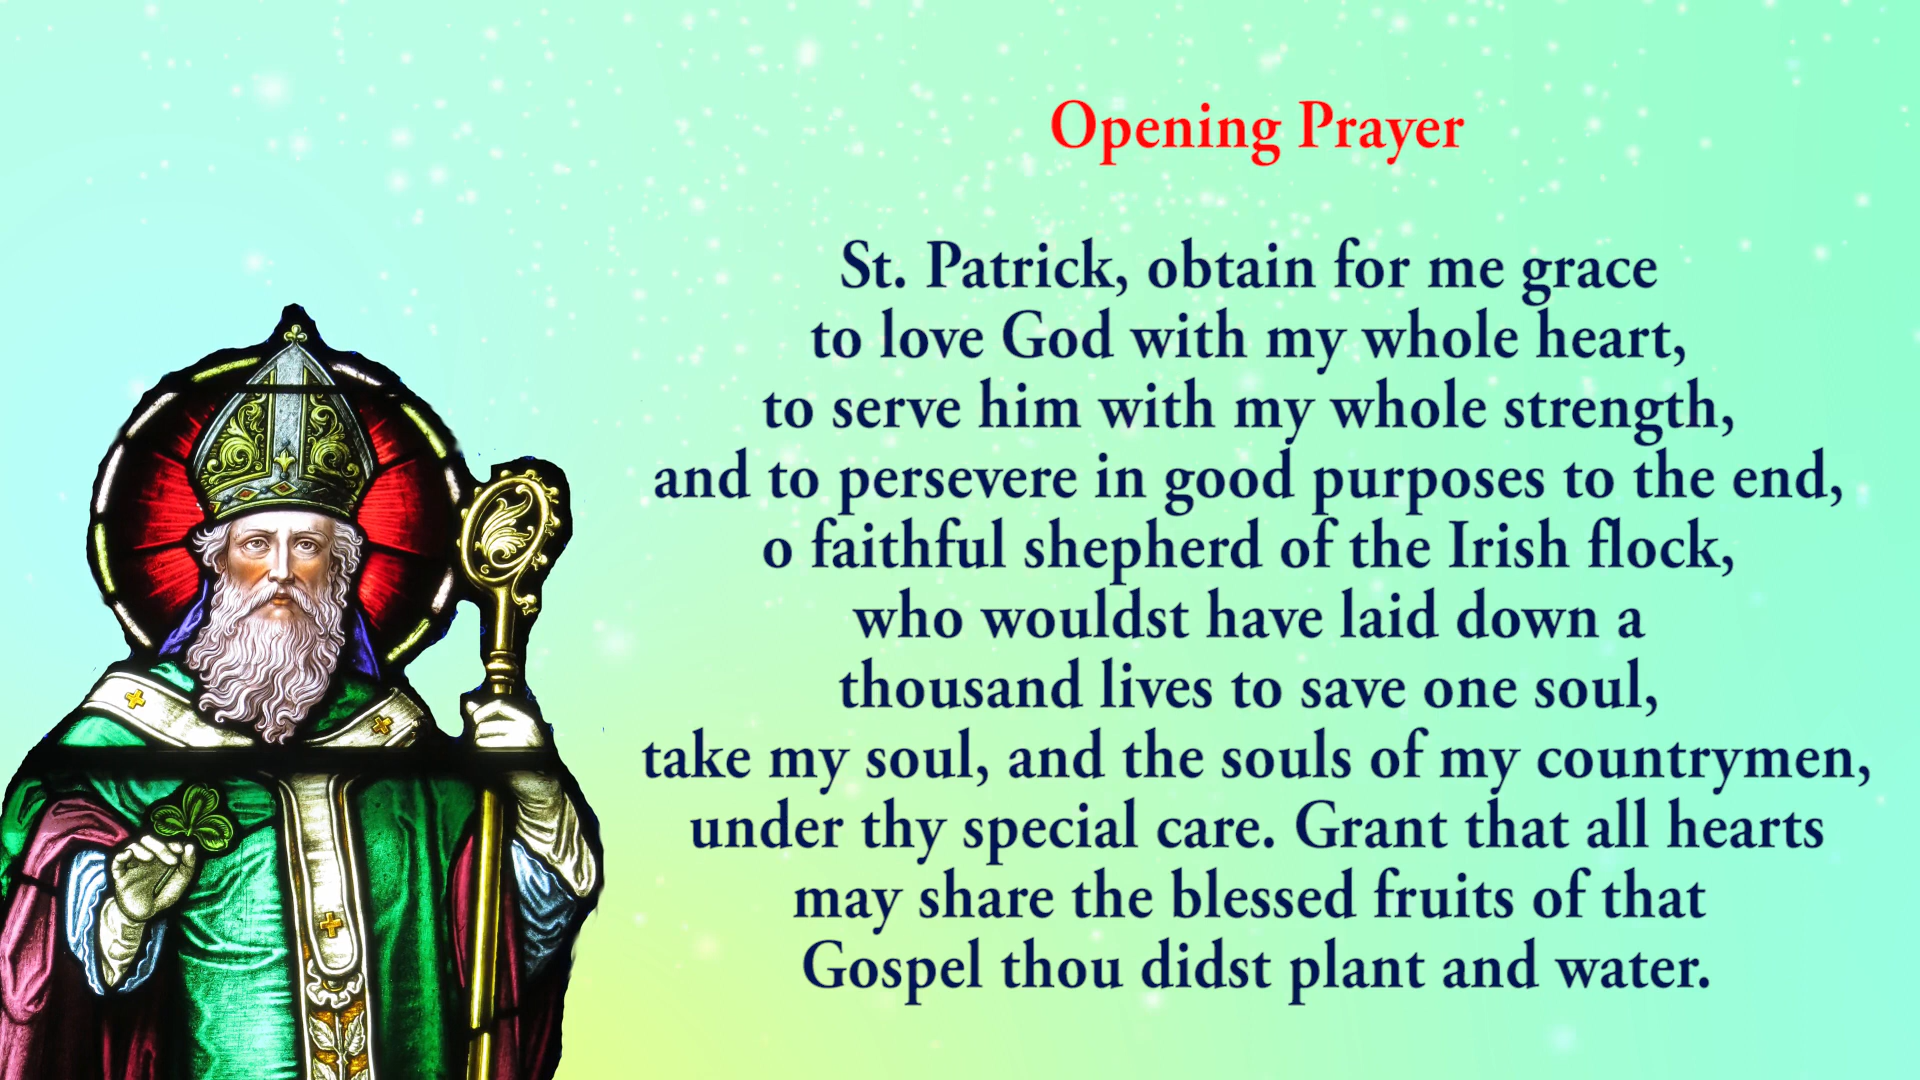 Opening Prayer
St. Patrick, obtain for me grace
to love God with my whole heart,
to serve him with my whole strength,
and to persevere in good purposes to the end,
o faithful shepherd of the Irish flock,
who wouldst have laid down a
thousand lives to save one soul,
take my soul, and the souls of my countrymen,
under thy special care. Grant that all hearts
may share the blessed fruits of that
Gospel thou didst plant and water.